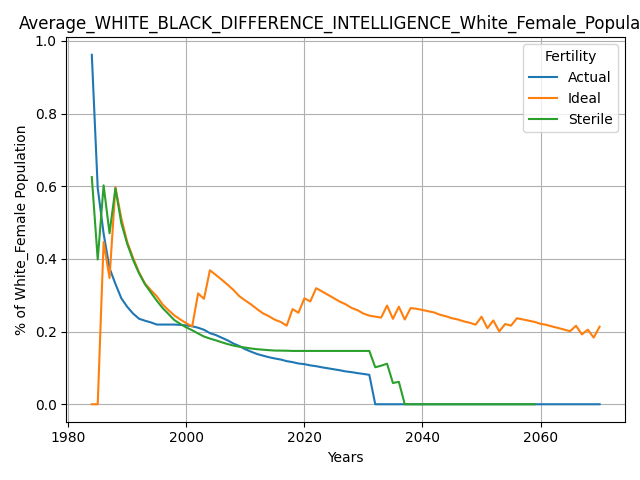 Average_WHITE_BLACK_DIFFERENCE_INTELLIGENCE_White_Female_Popula
Fertility
Actual
Ideal
Sterile
% of White_Female Population
1.0
0.8
0.6
0.4
0.2
0.0
1980
2000
2020
2040
2060
Years